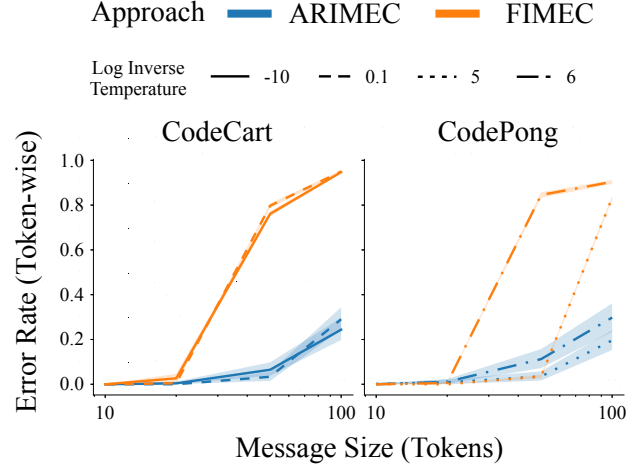 Approach ARIMEC FIMEC
Log Inverse
Temperature -10 0.1 5 6
CodeCart CodePong
1.0
0.8
0.6
0.4
0.2
0.0
Error Rate (Token-wise)
10 100 10 100
Message Size (Tokens)